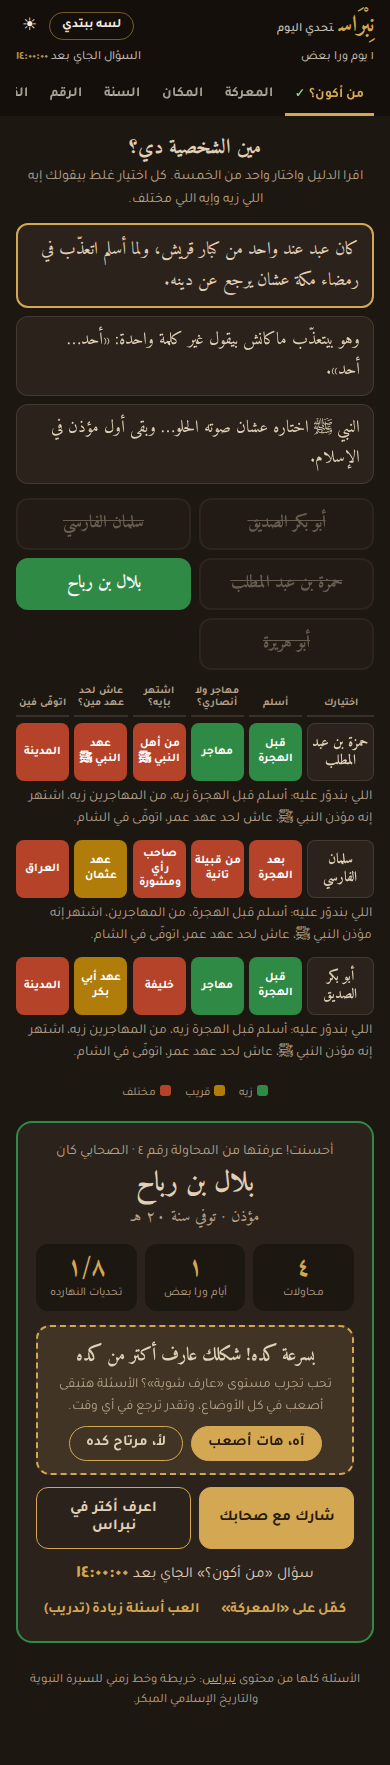 نِبْرَاس تحدي اليوم
لسه ببتدي
١ يوم ورا بعض
السؤال الجاي بعد ١٤:٠٠:٠٠
من أكون؟ ✓
المعركة
المكان
السنة
الرقم
مين الشخصية دي؟
اقرا الدليل واختار واحد من الخمسة. كل اختيار غلط بيقولك إيه
اللي زيه وإيه اللي مختلف.
كان عبد عند واحد من كبار قريش، ولما أسلم اتعذّب في
رمضاء مكة عشان يرجع عن دينه.
وهو بيتعذّب ماكانش بيقول غير كلمة واحدة: «أحد…
أحد».
النبي ﷺ اختاره عشان صوته الحلو… وبقى أول مؤذن في
الإسلام.
أبو بكر الصديق
سلمان الفارسي
حمزة بن عبد المطلب
بلال بن رباح
أبو هريرة
اختيارك
أسلم
مهاجر ولا
أنصاري؟
اشتهر
بإيه؟
عاش لحد
عهد مين؟
اتوفّى فين
حمزة بن عبد
المطلب
قبل
الهجرة
مهاجر
من أهل
النبي ﷺ
عهد
النبي ﷺ
المدينة
اللي بندوّر عليه: أسلم قبل الهجرة زيه، من المهاجرين زيه، اشتهر
إنه مؤذن النبي ﷺ، عاش لحد عهد عمر، اتوفّى في الشام.
سلمان
الفارسي
بعد
الهجرة
من قبيلة
تانية
صاحب
رأي
ومشورة
عهد
عثمان
العراق
اللي بندوّر عليه: أسلم قبل الهجرة، من المهاجرين، اشتهر إنه
مؤذن النبي ﷺ، عاش لحد عهد عمر، اتوفّى في الشام.
أبو بكر
الصديق
قبل
الهجرة
مهاجر
خليفة
عهد أبي
بكر
المدينة
اللي بندوّر عليه: أسلم قبل الهجرة زيه، من المهاجرين زيه، اشتهر
إنه مؤذن النبي ﷺ، عاش لحد عهد عمر، اتوفّى في الشام.
زيه
قريب
مختلف
أحسنت! عرفتها من المحاولة رقم ٤ · الصحابي كان
بلال بن رباح
مؤذن · توفي سنة ٢٠ هـ
٤
محاولات
١
أيام ورا بعض
١/٨
تحديات النهارده
بسرعة كده! شكلك عارف أكتر من كده
تحب تجرب مستوى «عارف شوية»؟ الأسئلة هتبقى
أصعب في كل الأوضاع، وتقدر ترجع في أي وقت.
آه، هات أصعب
لأ، مرتاح كده
شارك مع صحابك
اعرف أكتر في
نبراس
سؤال «من أكون؟» الجاي بعد ١٤:٠٠:٠٠
كمّل على «المعركة»
العب أسئلة زيادة (تدريب)
الأسئلة كلها من محتوى نبراس: خريطة وخط زمني للسيرة النبوية
والتاريخ الإسلامي المبكر.